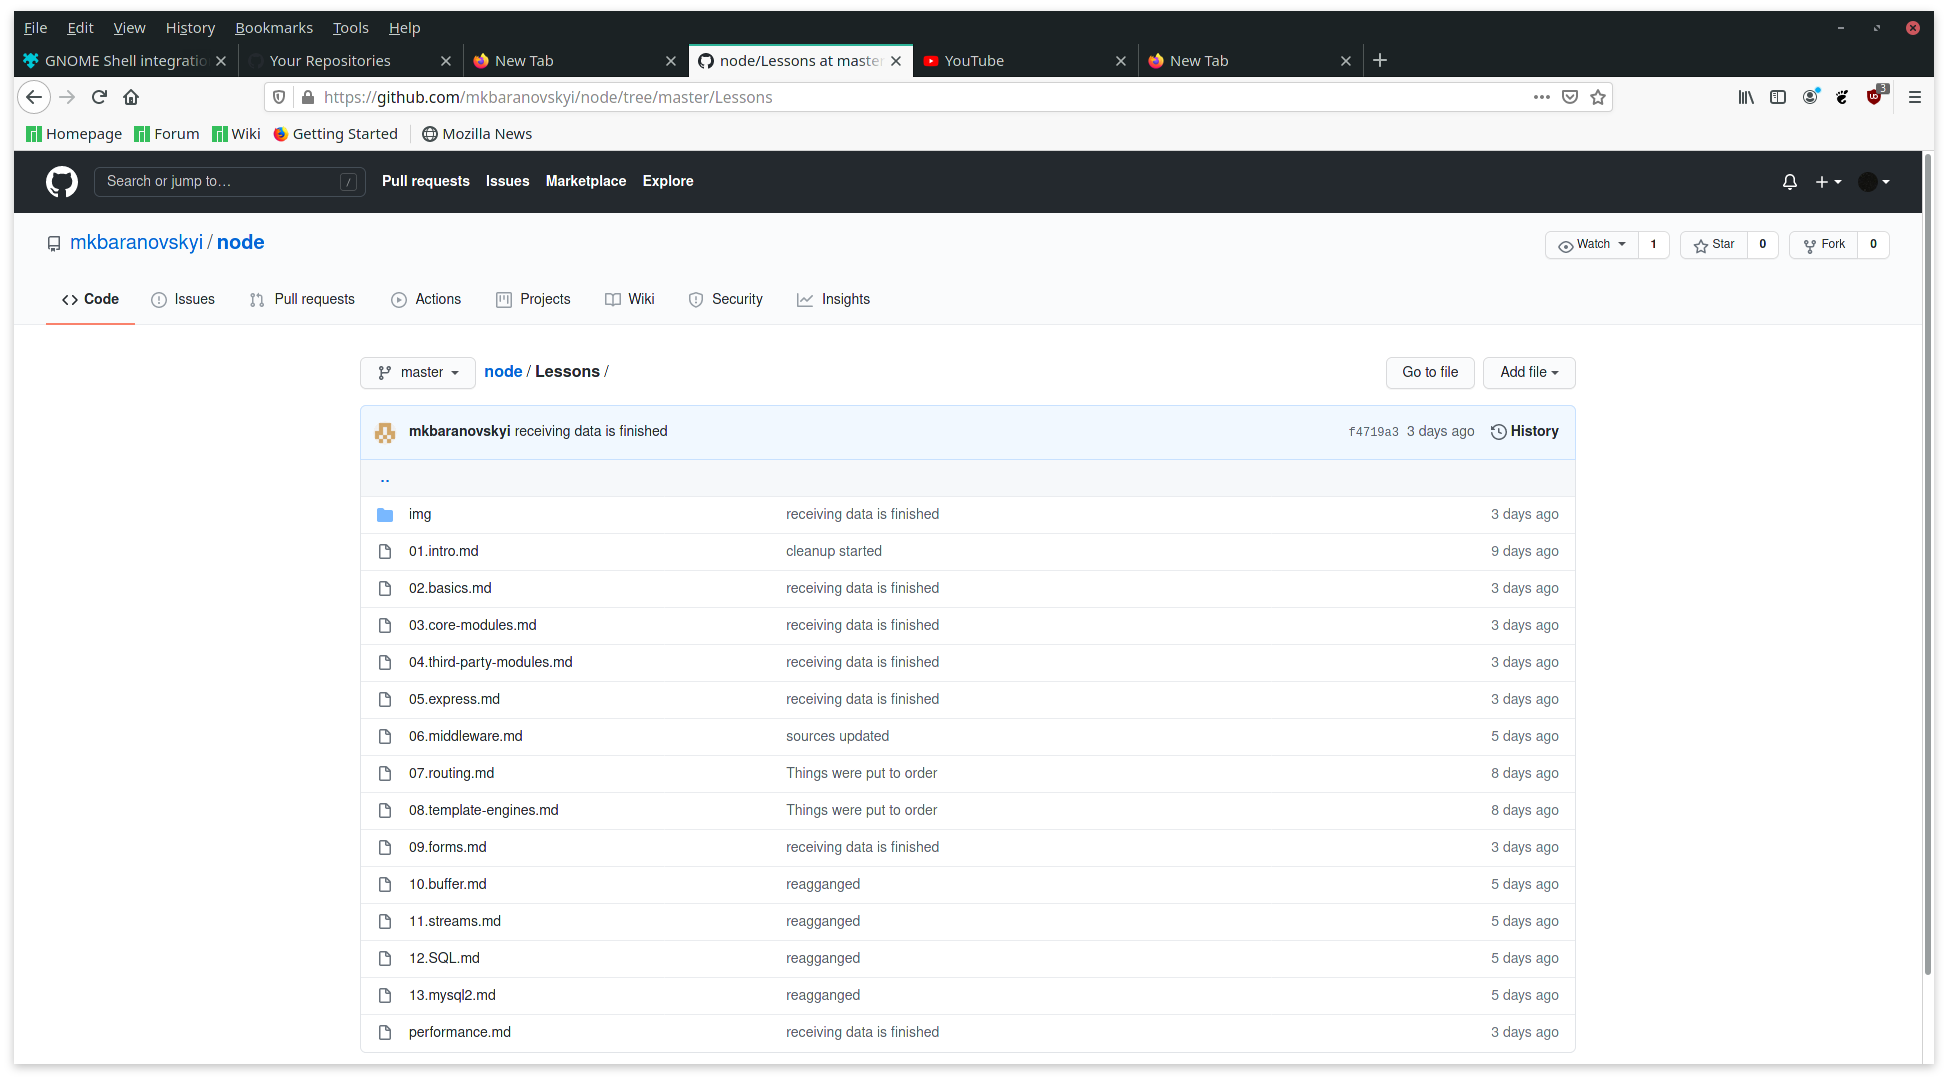 File Edit View History Bookmarks Tools Help
GNOME Shell integratio Your Repositories New Tab node/Lessons at master YouTube New Tab
https://github.com/mkbaranovskyi/node/tree/master/Lessons 3
Homepage Forum Wiki Getting Started Mozilla News
Search or jump to… / Pull requests Issues Marketplace Explore
mkbaranovskyi / node Watch 1 Star 0 Fork 0
Code Issues Pull requests Actions Projects Wiki Security Insights
master node / Lessons / Go to file Add file
mkbaranovskyi receiving data is finished f4719a3 3 days ago History
..
img receiving data is finished 3 days ago
01.intro.md cleanup started 9 days ago
02.basics.md receiving data is finished 3 days ago
03.core-modules.md receiving data is finished 3 days ago
04.third-party-modules.md receiving data is finished 3 days ago
05.express.md receiving data is finished 3 days ago
06.middleware.md sources updated 5 days ago
07.routing.md Things were put to order 8 days ago
08.template-engines.md Things were put to order 8 days ago
09.forms.md receiving data is finished 3 days ago
10.buffer.md reagganged 5 days ago
11.streams.md reagganged 5 days ago
12.SQL.md reagganged 5 days ago
13.mysql2.md reagganged 5 days ago
performance.md receiving data is finished 3 days ago